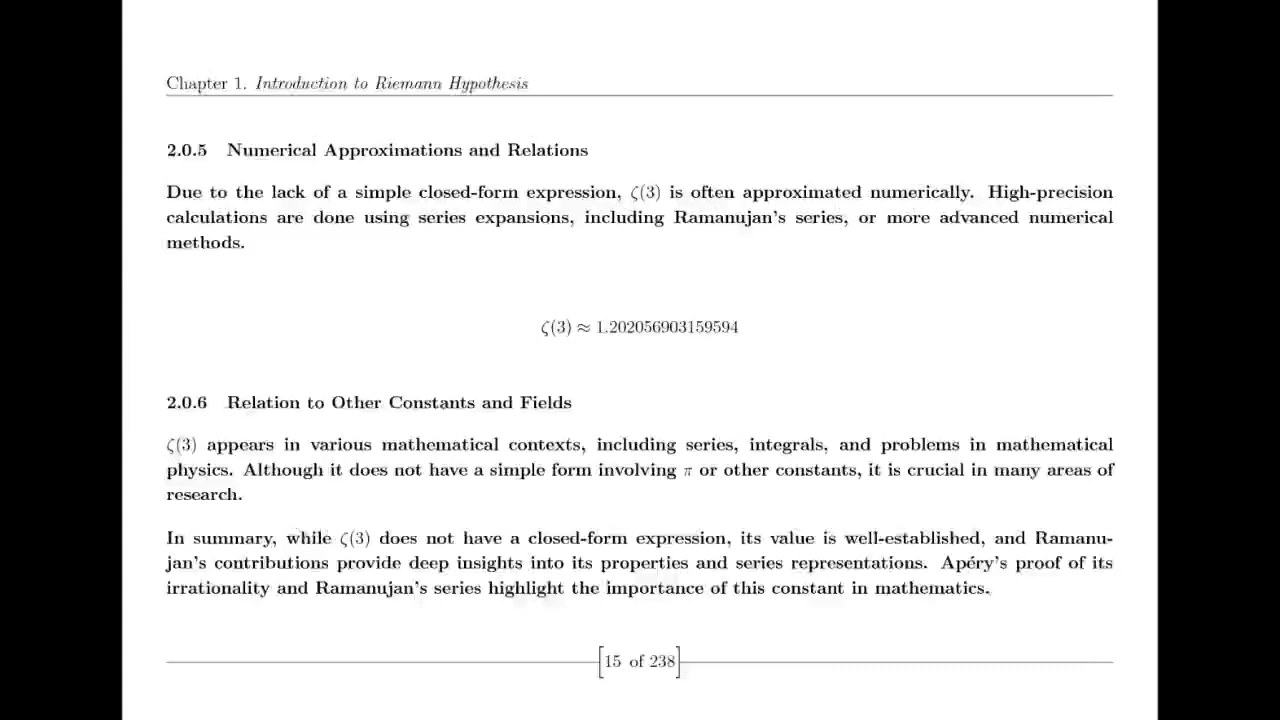 Chapter 1. Introduction to Riemann Hypothesis
2.0.5 Numerical Approximations and Relations
Due to the lack of a simple closed-form expression, ζ(3) is often approximated numerically. High-precision
calculations are done using series expansions, including Ramanujan's series, or more advanced numerical
methods.
ζ(3) ≈ 1.202056903159594
2.0.6 Relation to Other Constants and Fields
ζ(3) appears in various mathematical contexts, including series, integrals, and problems in mathematical
physics. Although it does not have a simple form involving π or other constants, it is crucial in many areas of
research.
In summary, while ζ(3) does not have a closed-form expression, its value is well-established, and Ramanu-
jan's contributions provide deep insights into its properties and series representations. Apéry's proof of its
irrationality and Ramanujan's series highlight the importance of this constant in mathematics.
[15 of 238]